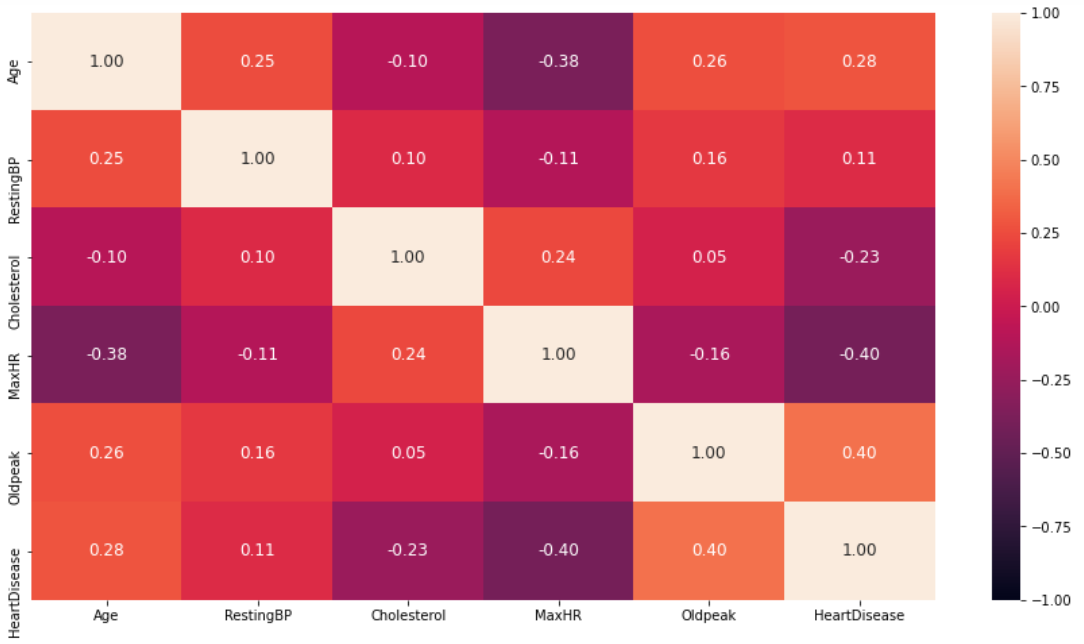 Age 1.00 0.25 -0.10 -0.38 0.26 0.28
RestingBP 0.25 1.00 0.10 -0.11 0.16 0.11
Cholesterol -0.10 0.10 1.00 0.24 0.05 -0.23
MaxHR -0.38 -0.11 0.24 1.00 -0.16 -0.40
Oldpeak 0.26 0.16 0.05 -0.16 1.00 0.40
HeartDisease 0.28 0.11 -0.23 -0.40 0.40 1.00
Age RestingBP Cholesterol MaxHR Oldpeak HeartDisease
1.00
0.75
0.50
0.25
0.00
−0.25
−0.50
−0.75
−1.00